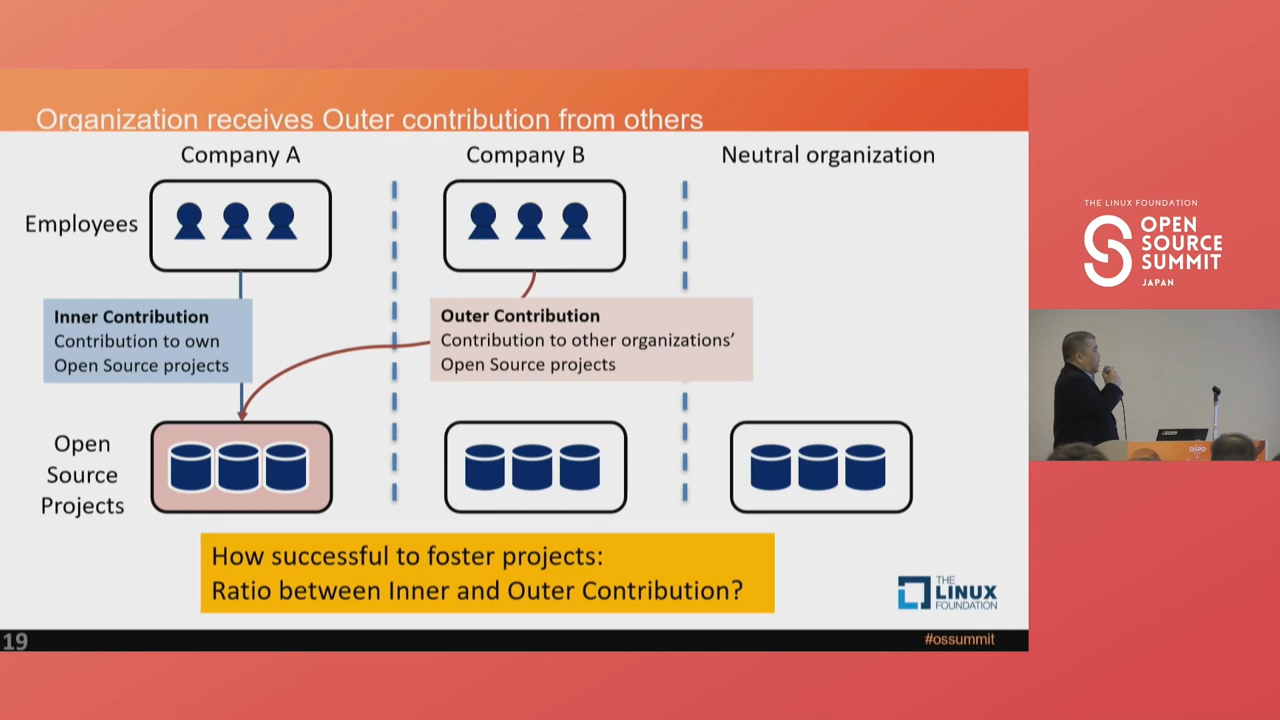 Organization receives Outer contribution from others
Company A
Company B
Neutral organization
Employees
Inner Contribution
Contribution to own
Open Source projects
Outer Contribution
Contribution to other organizations’
Open Source projects
Open
Source
Projects
How successful to foster projects:
Ratio between Inner and Outer Contribution?
THE
LINUX
FOUNDATION
19
#ossummit
THE LINUX FOUNDATION
OPEN
SOURCE
SUMMIT
JAPAN
OSPO